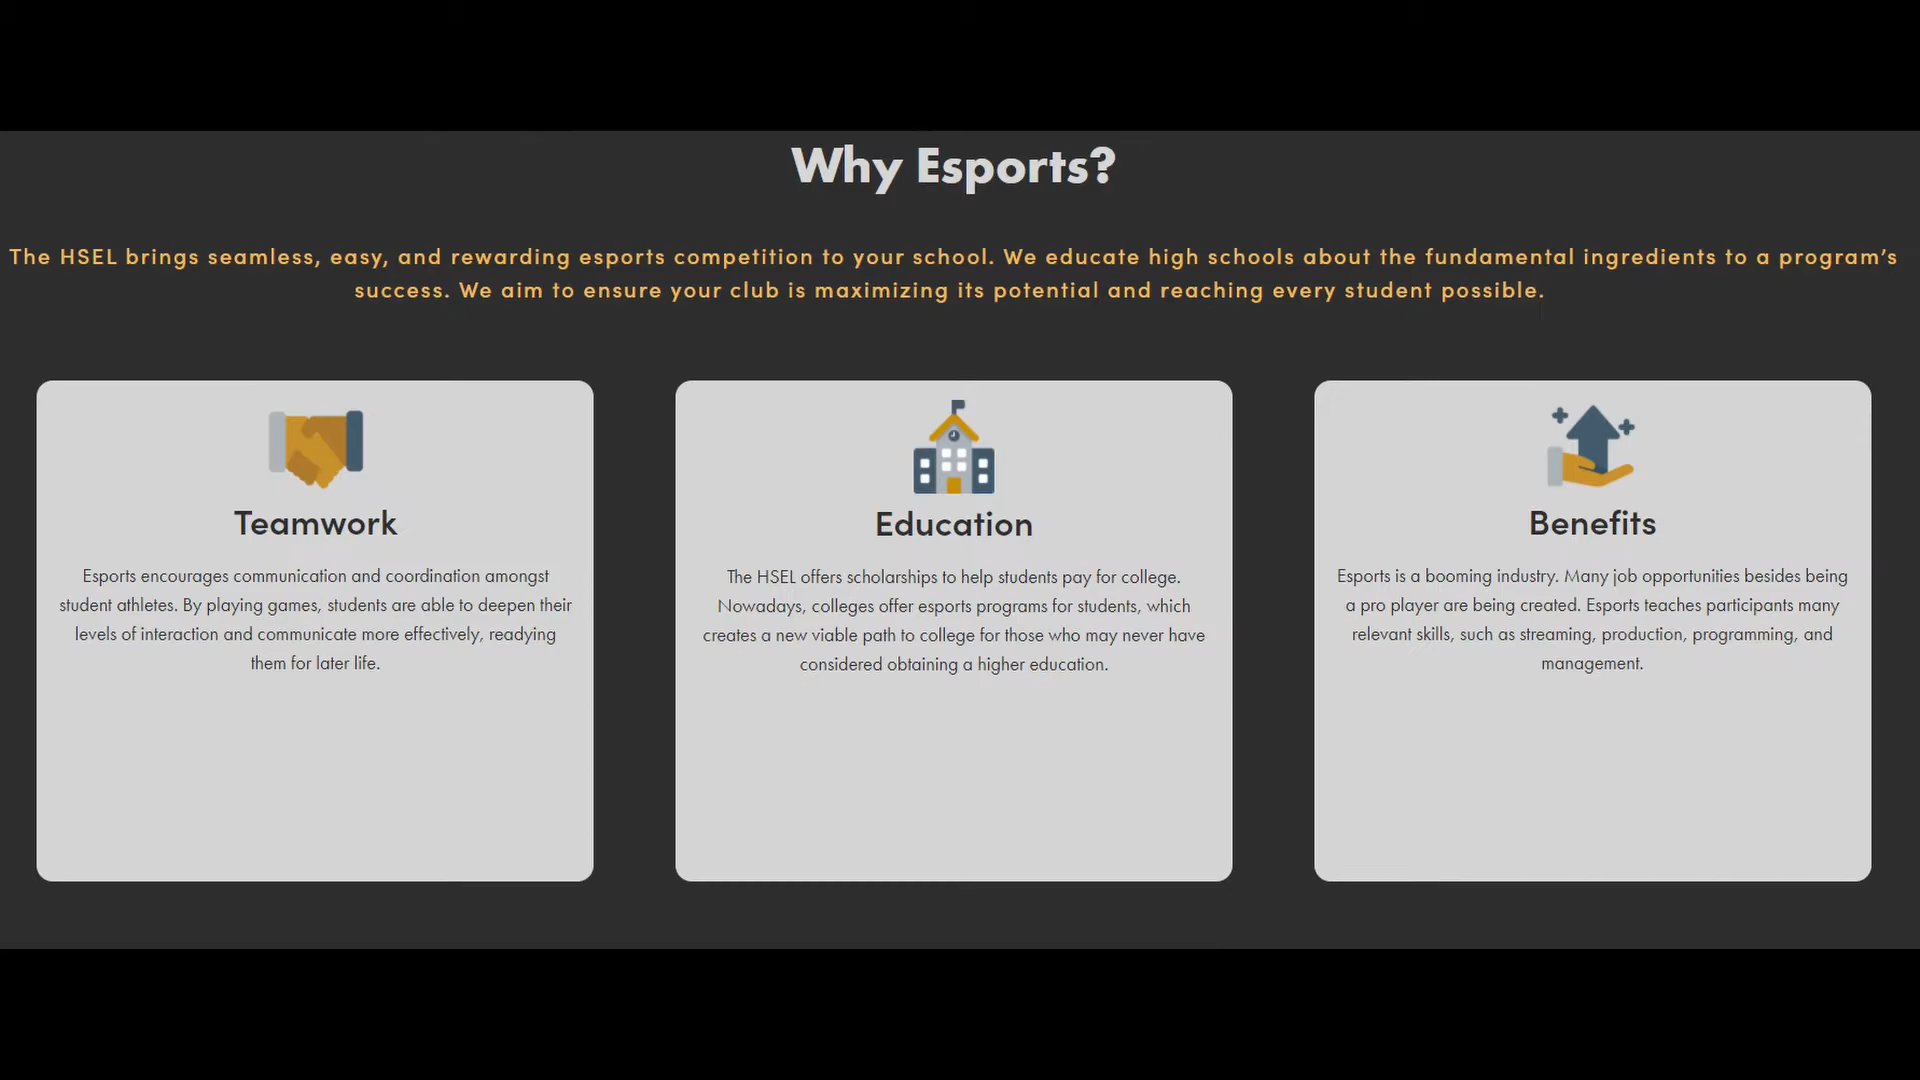 Why Esports?
The HSEL brings seamless, easy, and rewarding esports competition to your school. We educate high schools about the fundamental ingredients to a program’s
success. We aim to ensure your club is maximizing its potential and reaching every student possible.
Teamwork
Esports encourages communication and coordination amongst
student athletes. By playing games, students are able to deepen their
levels of interaction and communicate more effectively, readying
them for later life.
Education
The HSEL offers scholarships to help students pay for college.
Nowadays, colleges offer esports programs for students, which
creates a new viable path to college for those who may never have
considered obtaining a higher education.
Benefits
Esports is a booming industry. Many job opportunities besides being
a pro player are being created. Esports teaches participants many
relevant skills, such as streaming, production, programming, and
management.